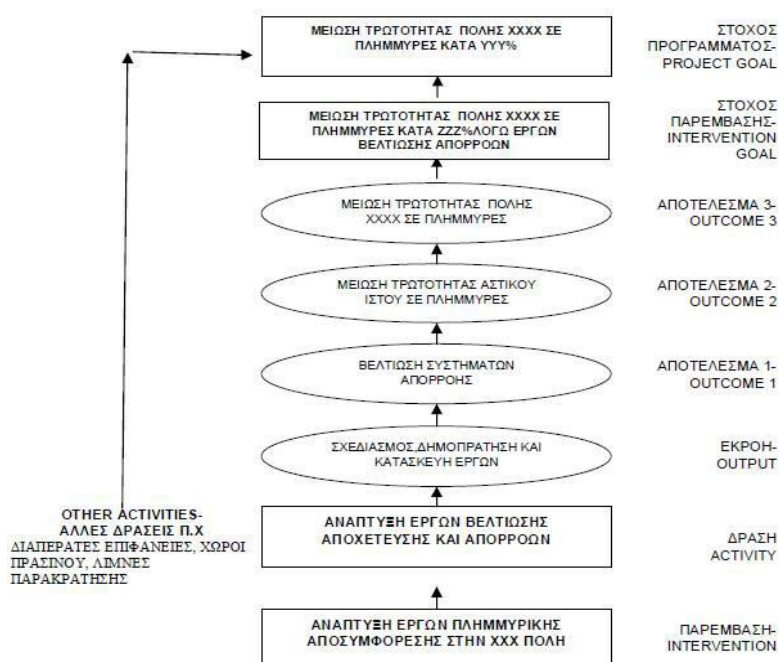 ΜΕΙΩΣΗ ΤΡΩΤΟΤΗΤΑΣ ΠΟΛΗΣ ΧΧΧΧ ΣΕ
ΠΛΗΜΜΥΡΕΣ ΚΑΤΑ ΥΥΥ%
ΣΤΟΧΟΣ
ΠΡΟΓΡΑΜΜΑΤΟΣ-
PROJECT GOAL
ΜΕΙΩΣΗ ΤΡΩΤΟΤΗΤΑΣ ΠΟΛΗΣ ΧΧΧΧ ΣΕ
ΠΛΗΜΜΥΡΕΣ ΚΑΤΑ ΖΖΖ%ΛΟΓΩ ΕΡΓΩΝ
ΒΕΛΤΙΩΣΗΣ ΑΠΟΡΡΟΩΝ
ΣΤΟΧΟΣ
ΠΑΡΕΜΒΑΣΗΣ-
INTERVENTION
GOAL
ΜΕΙΩΣΗ ΤΡΩΤΟΤΗΤΑΣ ΠΟΛΗΣ
ΧΧΧΧ ΣΕ ΠΛΗΜΜΥΡΕΣ
ΑΠΟΤΕΛΕΣΜΑ 3-
OUTCOME 3
ΜΕΙΩΣΗ ΤΡΩΤΟΤΗΤΑΣ ΑΣΤΙΚΟΥ
ΙΣΤΟΥ ΣΕ ΠΛΗΜΜΥΡΕΣ
ΑΠΟΤΕΛΕΣΜΑ 2-
OUTCOME 2
ΒΕΛΤΙΩΣΗ ΣΥΣΤΗΜΑΤΩΝ
ΑΠΟΡΡΟΗΣ
ΑΠΟΤΕΛΕΣΜΑ 1-
OUTCOME 1
ΣΧΕΔΙΑΣΜΟΣ,ΔΗΜΟΠΡΑΤΗΣΗ ΚΑΙ
ΚΑΤΑΣΚΕΥΗ ΕΡΓΩΝ
ΕΚΡΟΗ-
OUTPUT
OTHER ACTIVITIES-
ΑΛΛΕΣ ΔΡΑΣΕΙΣ Π.Χ
ΔΙΑΠΕΡΑΤΕΣ ΕΠΙΦΑΝΕΙΕΣ, ΧΩΡΟΙ
ΠΡΑΣΙΝΟΥ, ΛΙΜΝΕΣ
ΠΑΡΑΚΡΑΤΗΣΗΣ
ΑΝΑΠΤΥΞΗ ΕΡΓΩΝ ΒΕΛΤΙΩΣΗΣ
ΑΠΟΧΕΤΕΥΣΗΣ ΚΑΙ ΑΠΟΡΡΟΩΝ
ΔΡΑΣΗ
ACTIVITY
ΑΝΑΠΤΥΞΗ ΕΡΓΩΝ ΠΛΗΜΜΥΡΙΚΗΣ
ΑΠΟΣΥΜΦΟΡΕΣΗΣ ΣΤΗΝ ΧΧΧ ΠΟΛΗ
ΠΑΡΕΜΒΑΣΗ-
INTERVENTION